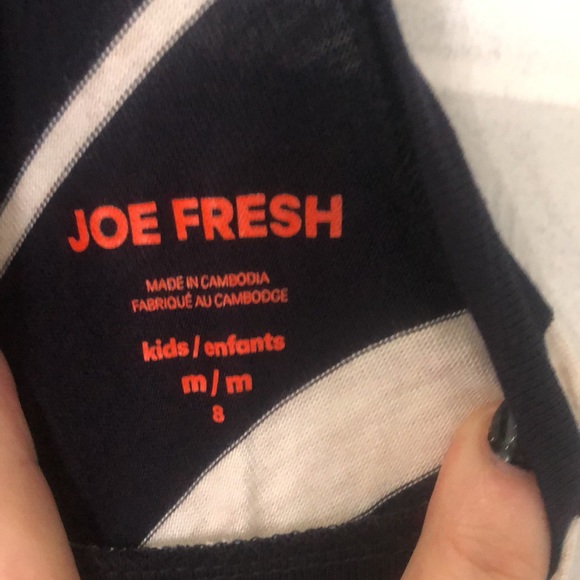 JOE FRESH
MADE IN CAMBODIA
FABRIQUÉ AU CAMBODGE
kids / enfants
m / m
8